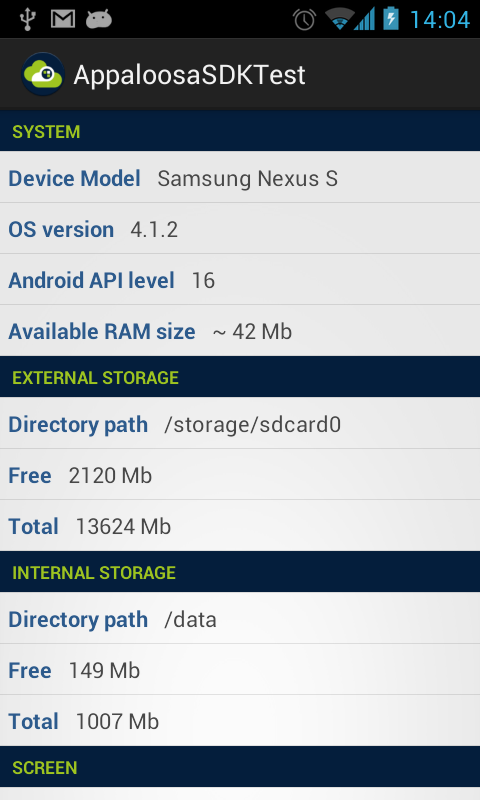 14:04
AppaloosaSDKTest
SYSTEM
Device Model Samsung Nexus S
OS version 4.1.2
Android API level 16
Available RAM size ~ 42 Mb
EXTERNAL STORAGE
Directory path /storage/sdcard0
Free 2120 Mb
Total 13624 Mb
INTERNAL STORAGE
Directory path /data
Free 149 Mb
Total 1007 Mb
SCREEN